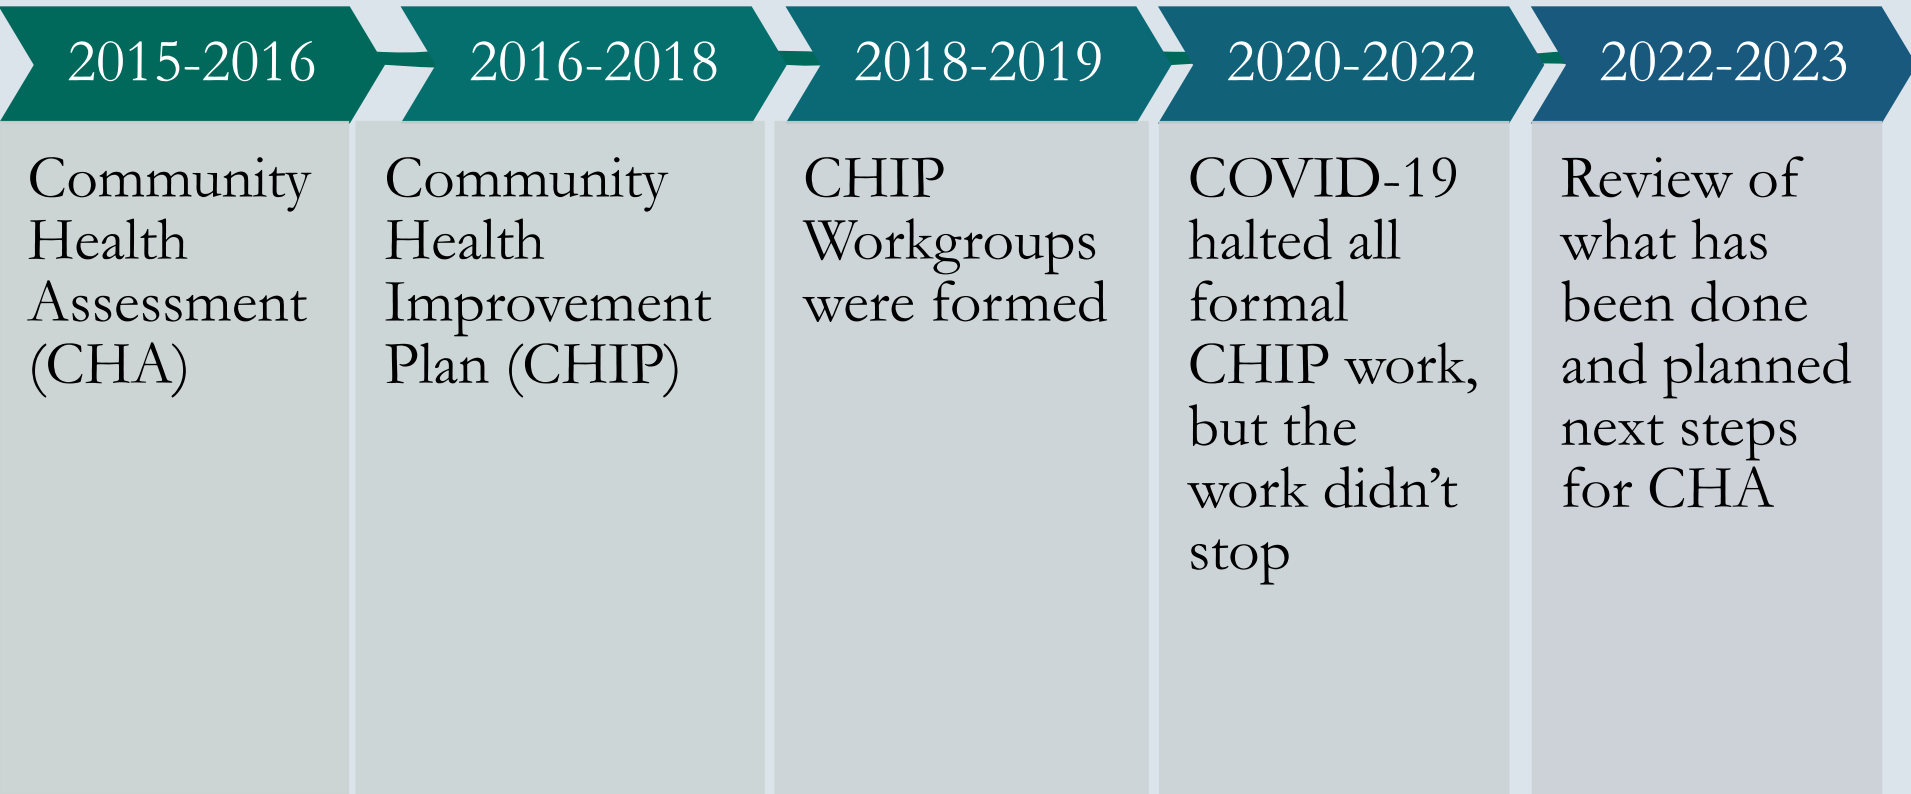 2015-2016
Community
Health
Assessment
(CHA)
2016-2018
Community
Health
Improvement
Plan (CHIP)
2018-2019
CHIP
Workgroups
were formed
2020-2022
COVID-19
halted all
formal
CHIP work,
but the
work didn’t
stop
2022-2023
Review of
what has
been done
and planned
next steps
for CHA